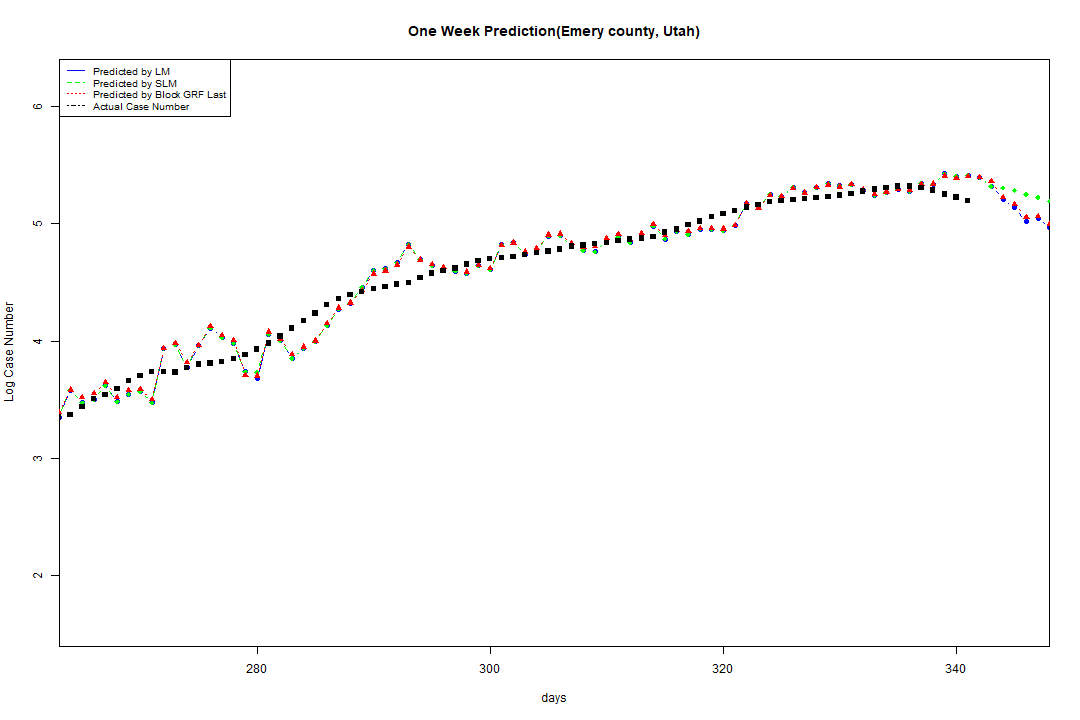 One Week Prediction(Emery county, Utah)
Predicted by LM
Predicted by SLM
Predicted by Block GRF Last
Actual Case Number
6
5
4
3
2
Log Case Number
280 300 320 340
days